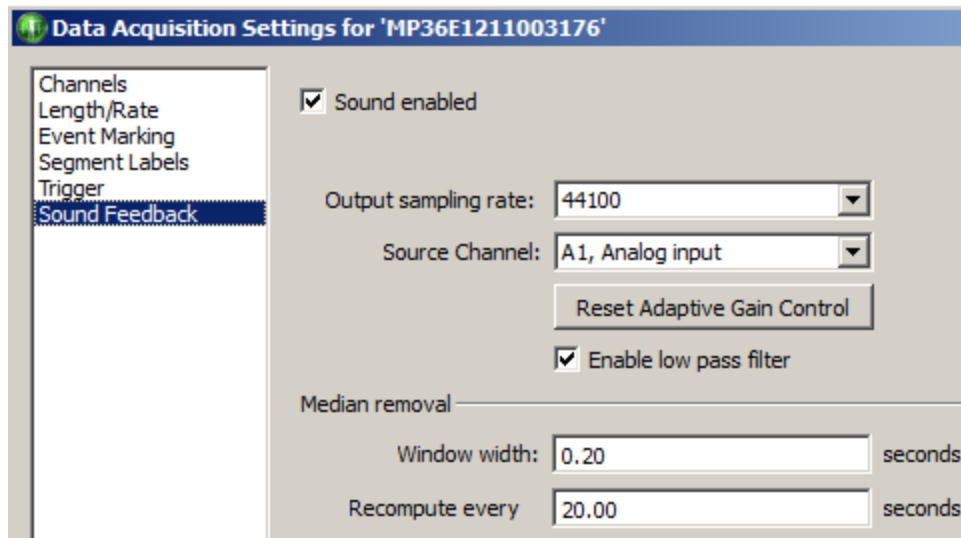 Data Acquisition Settings for 'MP36E1211003176'
Channels
Length/Rate
Event Marking
Segment Labels
Trigger
Sound Feedback
Sound enabled
Output sampling rate: 44100
Source Channel: A1, Analog input
Reset Adaptive Gain Control
Enable low pass filter
Median removal
Window width: 0.20 seconds
Recompute every 20.00 seconds